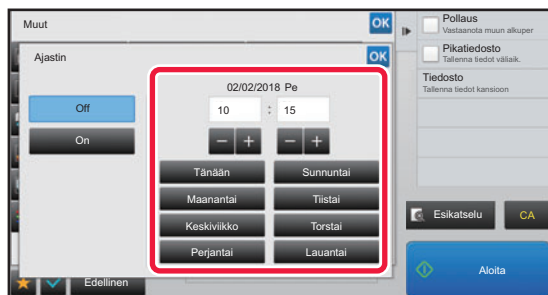 Muut
OK
Ajastin
OK
02/02/2018 Pe
10 : 15
Off
On
Tänään
Sunnuntai
Maanantai
Tiistai
Keskiviikko
Torstai
Perjantai
Lauantai
Edellinen
Pollaus
Vastaanota muun alkuper
Pikatiedosto
Tallenna tiedot väliaik.
Tiedosto
Tallenna tiedot kansioon
Esikatselu
CA
Aloita